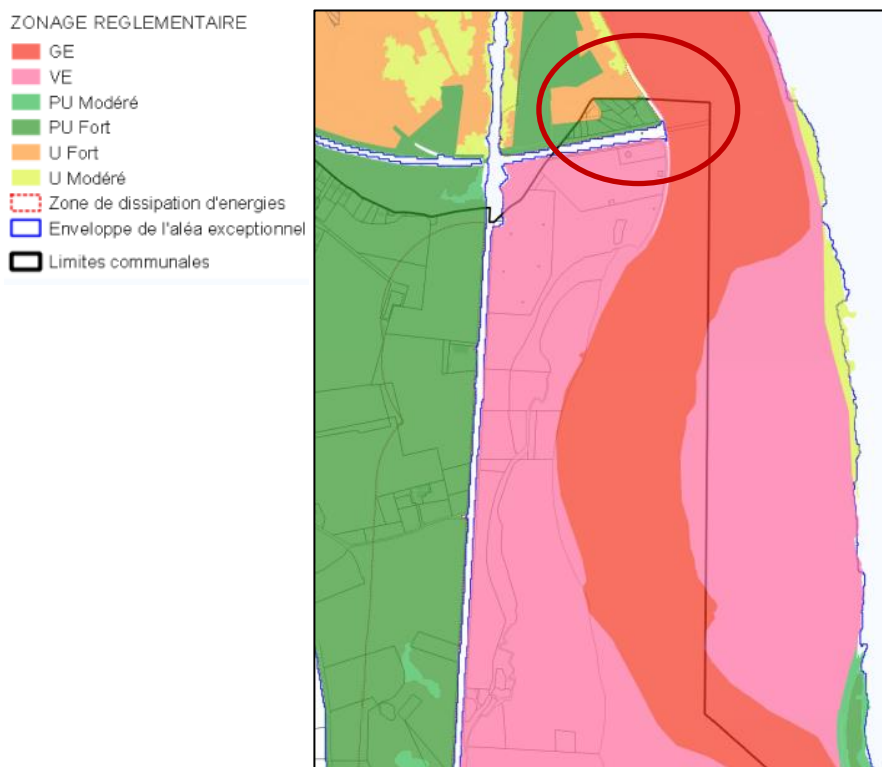 ZONAGE REGLEMENTAIRE
GE
VE
PU Modéré
PU Fort
U Fort
U Modéré
Zone de dissipation d'energies
Enveloppe de l'aléa exceptionnel
Limites communales